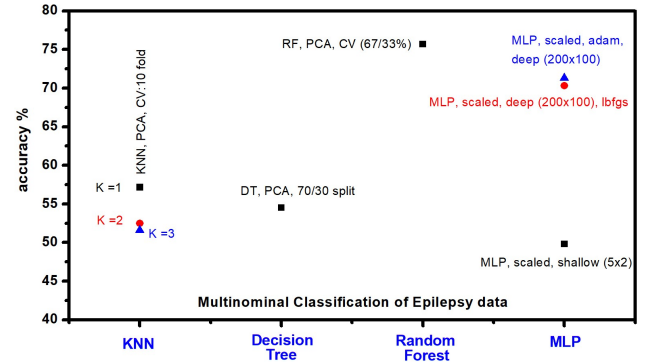 80
75
70
65
60
55
50
45
40
accuracy %
KNN, PCA, CV:10 fold
K =1
K =2
K =3
DT, PCA, 70/30 split
RF, PCA, CV (67/33%)
MLP, scaled, adam,
deep (200x100)
MLP, scaled, deep (200x100), lbfgs
MLP, scaled, shallow (5x2)
Multinominal Classification of Epilepsy data
KNN
Decision
Tree
Random
Forest
MLP